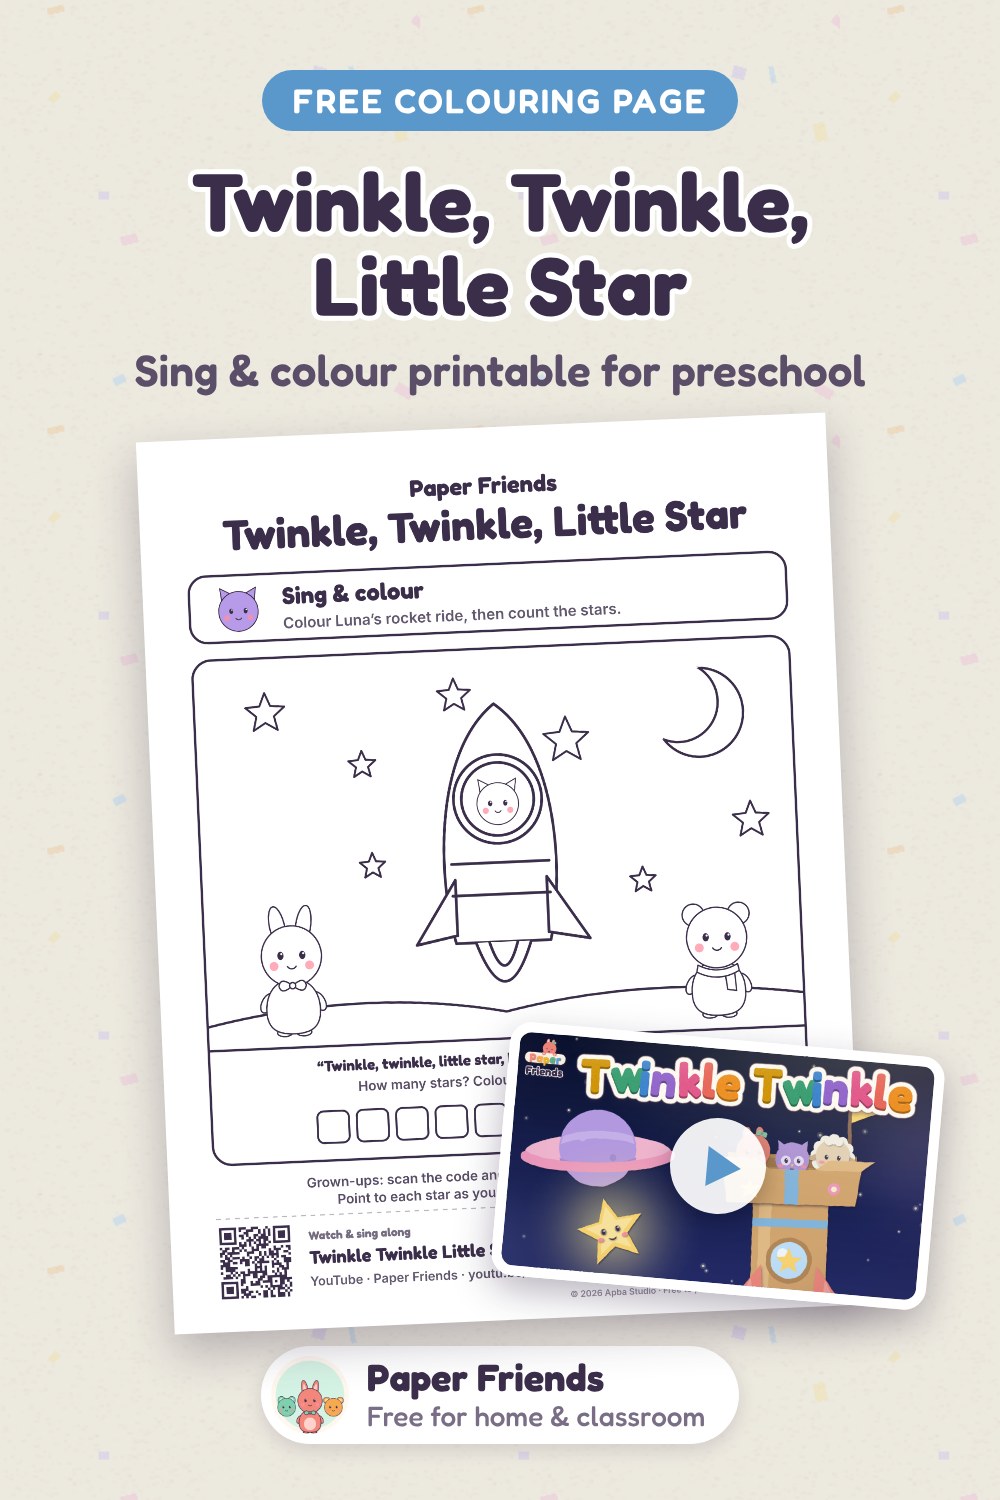 FREE COLOURING PAGE
Twinkle, Twinkle,
Little Star
Sing & colour printable for preschool
Paper Friends
Twinkle, Twinkle, Little Star
Sing & colour
Colour Luna's rocket ride, then count the stars.
"Twinkle, twinkle, little star,
How many stars?
Grown-ups: scan the code
Point to each star as you
Watch & sing along
Twinkle Twinkle Little
YouTube · Paper Friends ·
© 2026 Apba Studio ·
Paper
Friends
Twinkle Twinkle
Paper Friends
Free for home & classroom